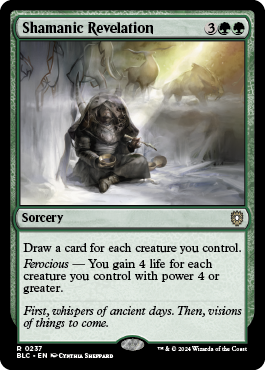 Shamanic Revelation 3
Sorcery
Draw a card for each creature you control.
Ferocious — You gain 4 life for each
creature you control with power 4 or
greater.
First, whispers of ancient days. Then, visions
of things to come.
R 0237
BLC • EN Cynthia Sheppard
™ & © 2024 Wizards of the Coast